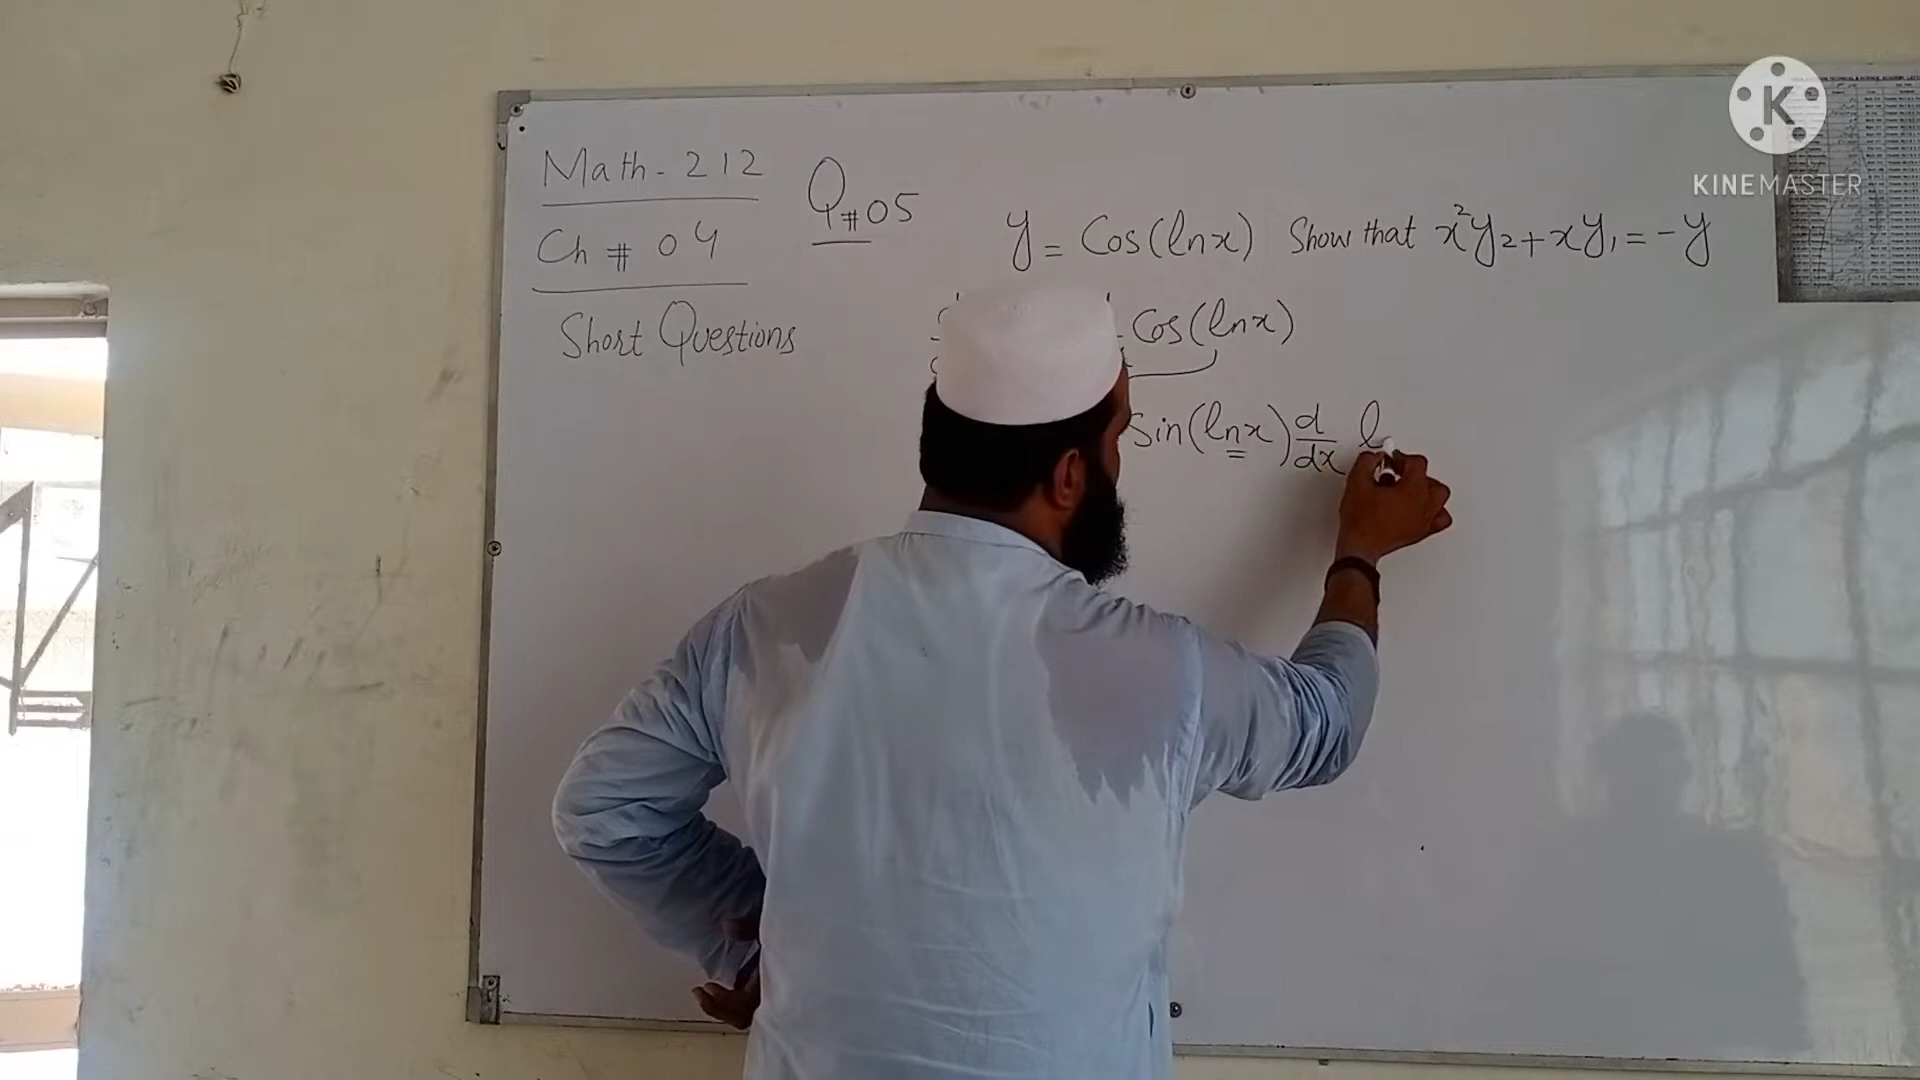 Math-212
Ch # 04
Short Questions
Q#05
y = Cos(lnx) Show that x²y₂+xy₁=-y
Cos(lnx)
Sin(lnx) d/dx l
K
KINEMASTER